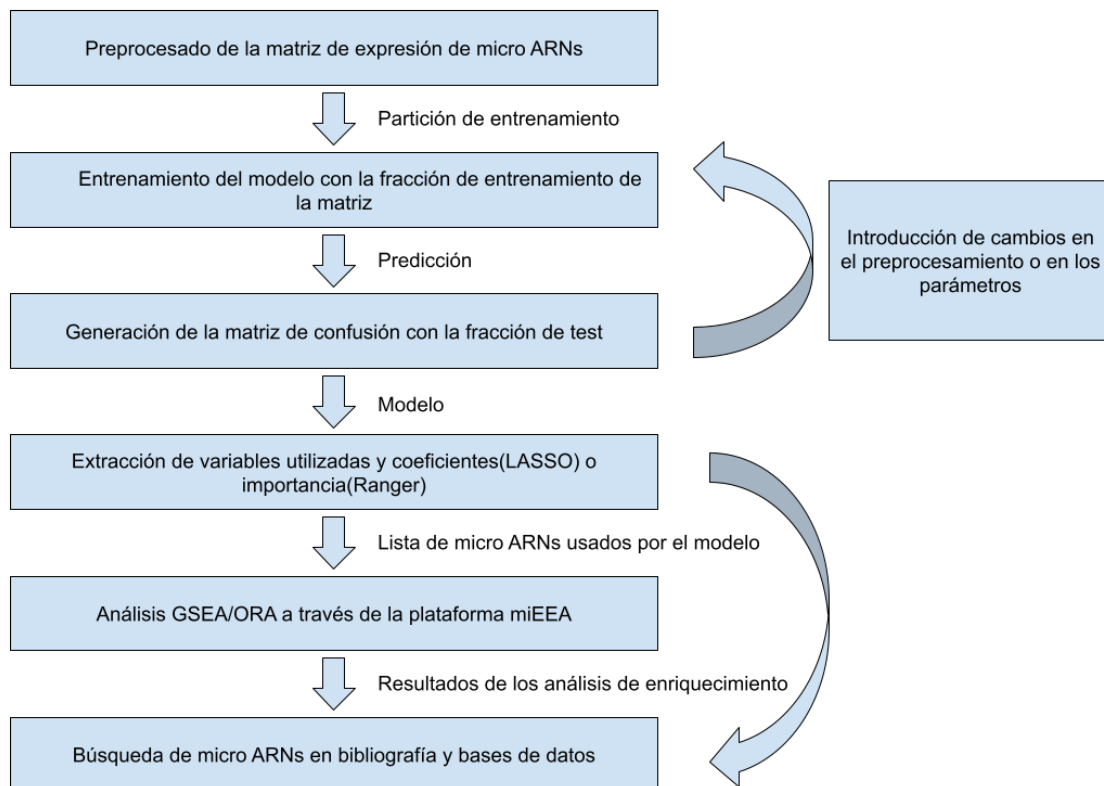 Preprocesado de la matriz de expresión de micro ARNs
Partición de entrenamiento
Entrenamiento del modelo con la fracción de entrenamiento de
la matriz
Introducción de cambios en
el preprocesamiento o en los
parámetros
Predicción
Generación de la matriz de confusión con la fracción de test
Modelo
Extracción de variables utilizadas y coeficientes(LASSO) o
importancia(Ranger)
Lista de micro ARNs usados por el modelo
Análisis GSEA/ORA a través de la plataforma miEEA
Resultados de los análisis de enriquecimiento
Búsqueda de micro ARNs en bibliografía y bases de datos